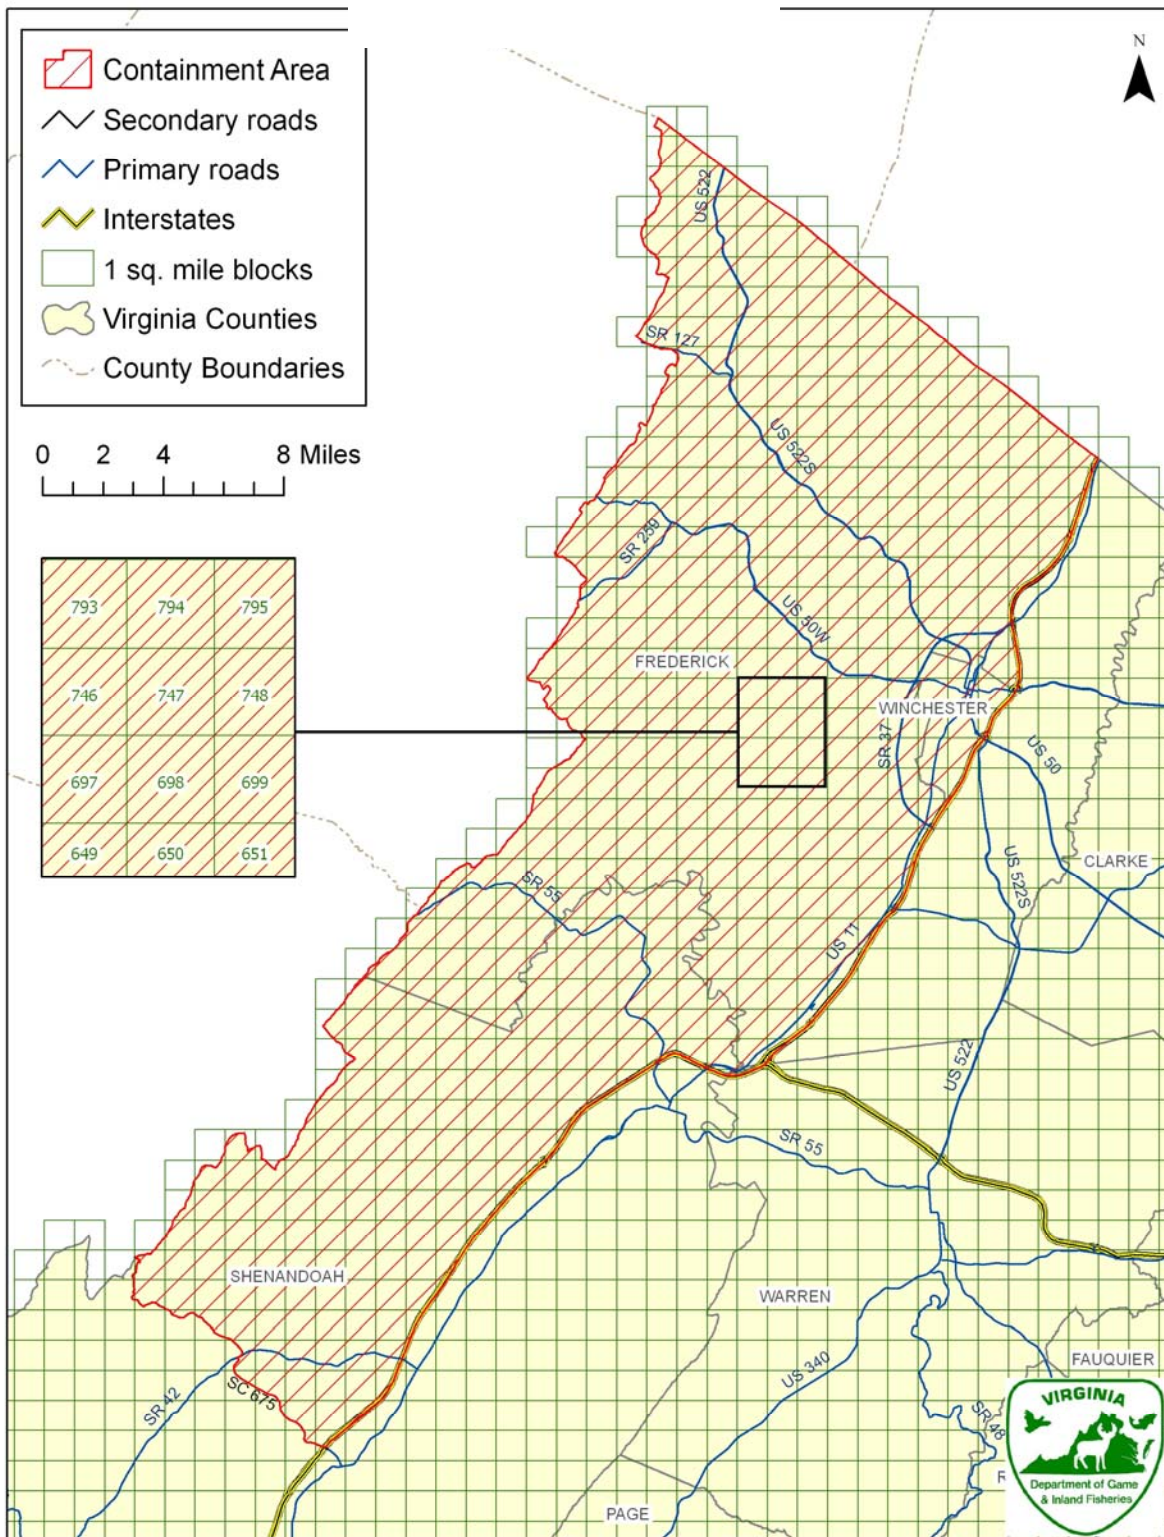 Containment Area
Secondary roads
Primary roads
Interstates
1 sq. mile blocks
Virginia Counties
County Boundaries
N
0 2 4 8 Miles
US 522
SR 127
US 522S
SR 259
US 50W
793 794 795
746 747 748
697 698 699
649 650 651
FREDERICK
WINCHESTER
SR 37
US 50
CLARKE
US 522S
SR 55
US 11
US 522
SR 55
SHENANDOAH
WARREN
US 340
FAUQUIER
SC 675
SR 42
SR 48
R
PAGE
VIRGINIA
Department of Game
& Inland Fisheries